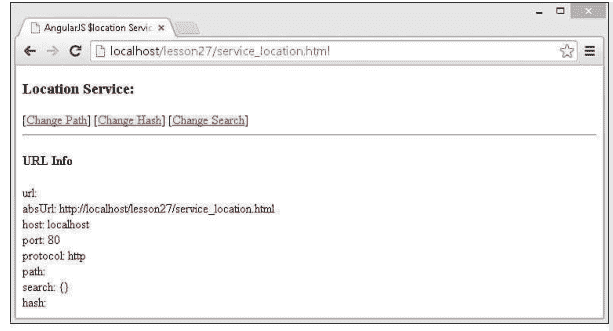 AngularJS $location Servic
localhost/lesson27/service_location.html
Location Service:
[Change Path] [Change Hash] [Change Search]
URL Info
url:
absUrl: http://localhost/lesson27/service_location.html
host: localhost
port: 80
protocol: http
path:
search: {}
hash: